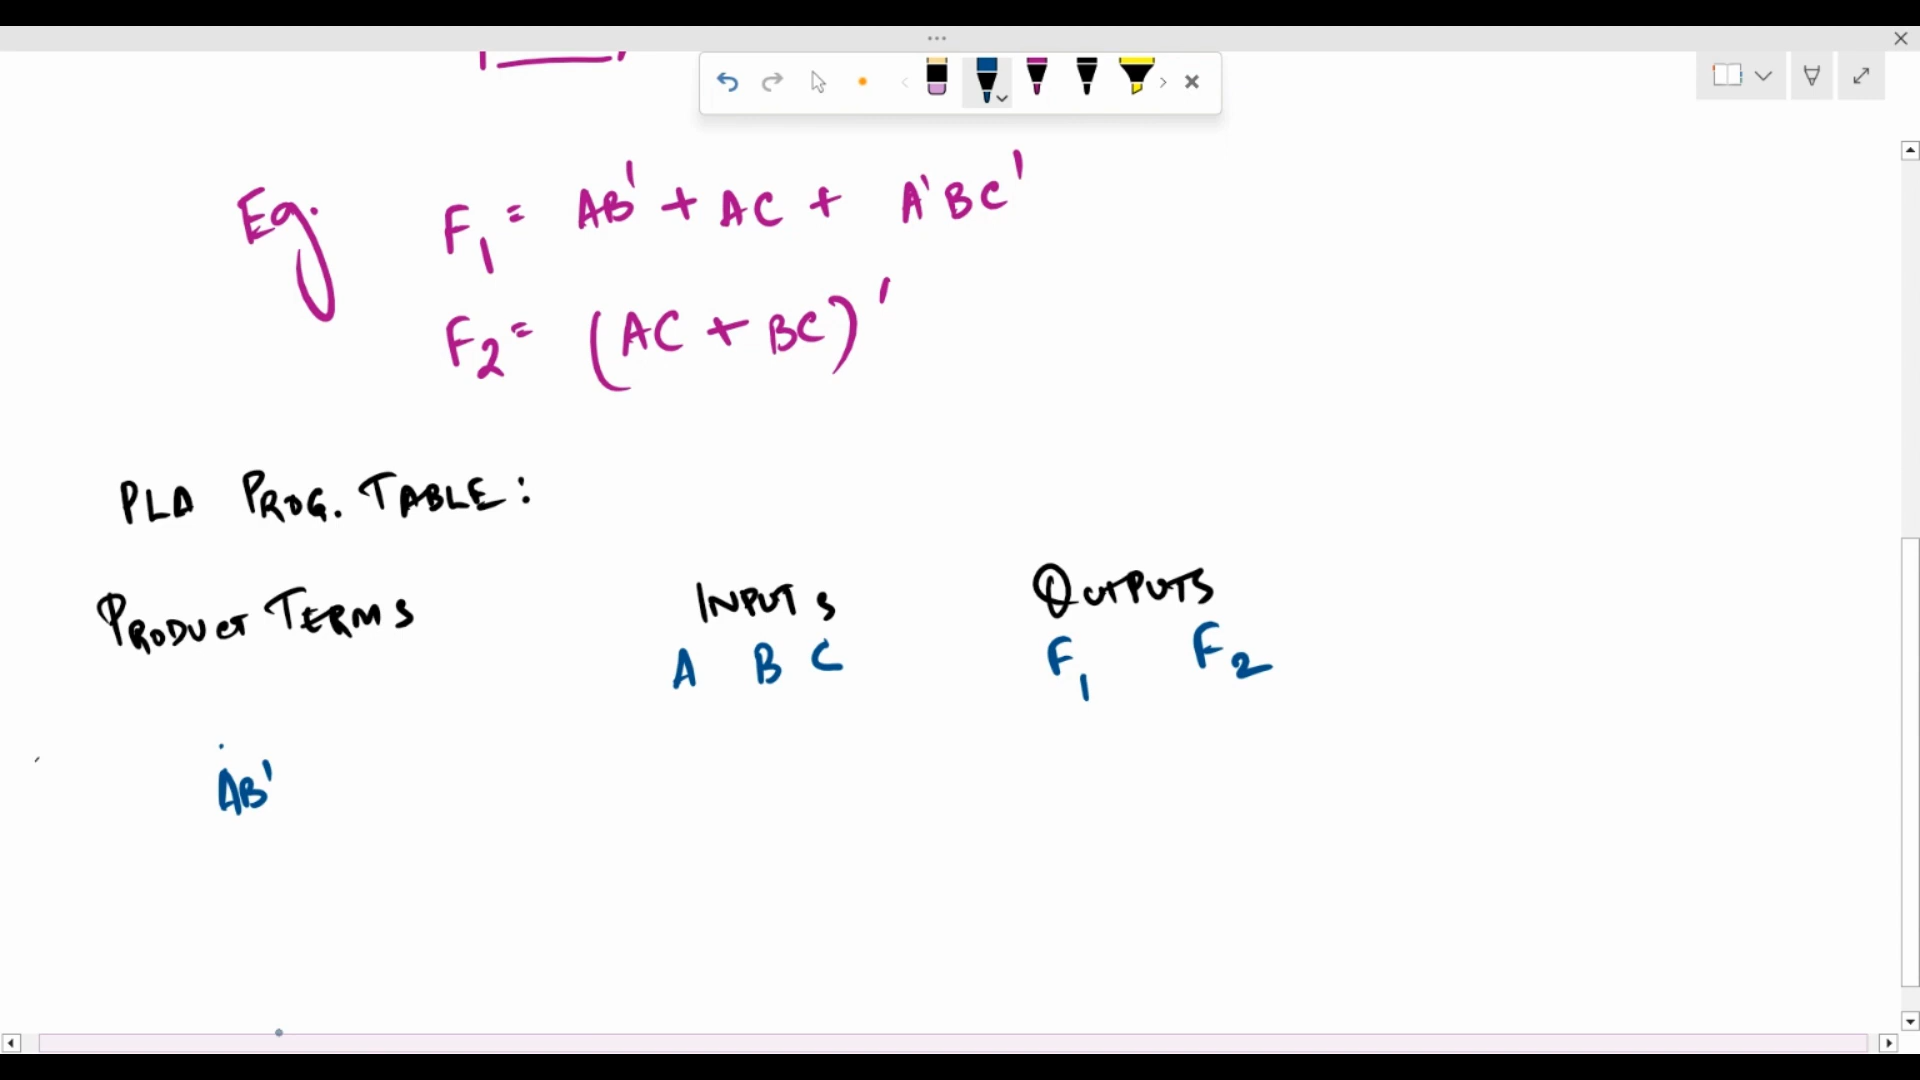 Eg. F1 = AB' + AC + A'BC'
F2 = (AC + BC)'
PLA PROG. TABLE:
PRODUCT TERMS INPUTS OUTPUTS
A B C F1 F2
AB'